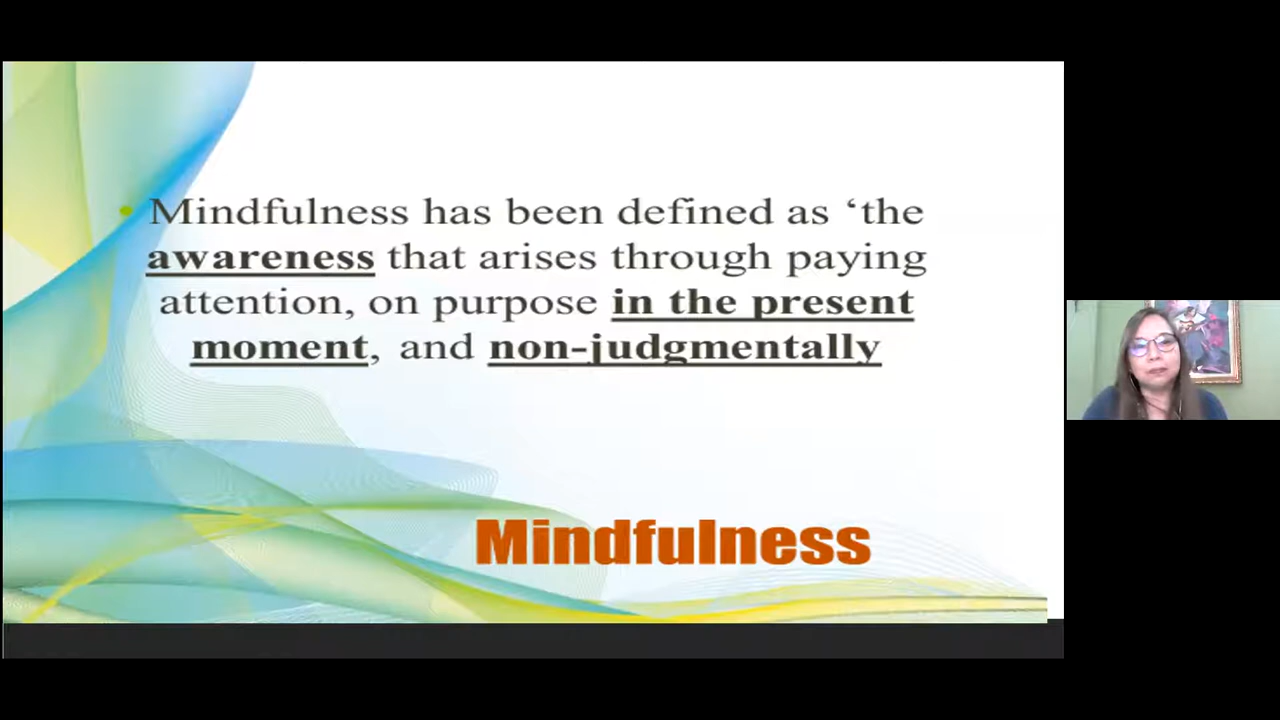 • Mindfulness has been defined as ‘the
awareness that arises through paying
attention, on purpose in the present
moment, and non-judgmentally
Mindfulness